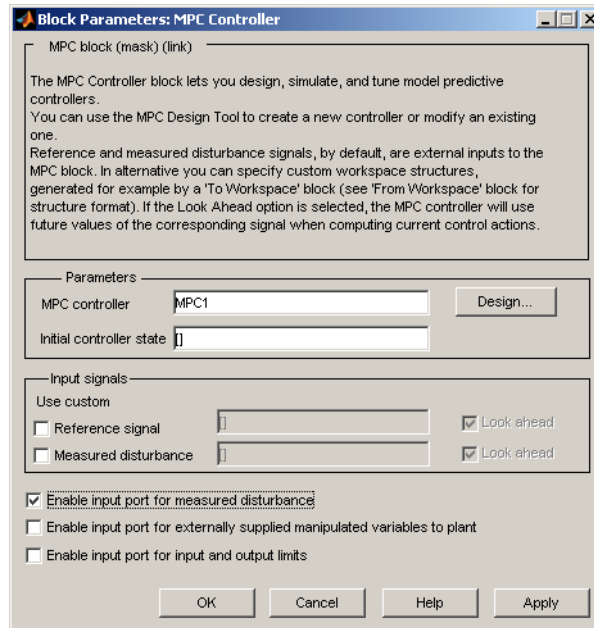 Block Parameters: MPC Controller
MPC block (mask) (link)
The MPC Controller block lets you design, simulate, and tune model predictive
controllers.
You can use the MPC Design Tool to create a new controller or modify an existing
one.
Reference and measured disturbance signals, by default, are external inputs to the
MPC block. In alternative you can specify custom workspace structures,
generated for example by a 'To Workspace' block (see 'From Workspace' block for
structure format). If the Look Ahead option is selected, the MPC controller will use
future values of the corresponding signal when computing current control actions.
Parameters
MPC controller MPC1 Design...
Initial controller state []
Input signals
Use custom
Reference signal [] Look ahead
Measured disturbance [] Look ahead
Enable input port for measured disturbance
Enable input port for externally supplied manipulated variables to plant
Enable input port for input and output limits
OK Cancel Help Apply